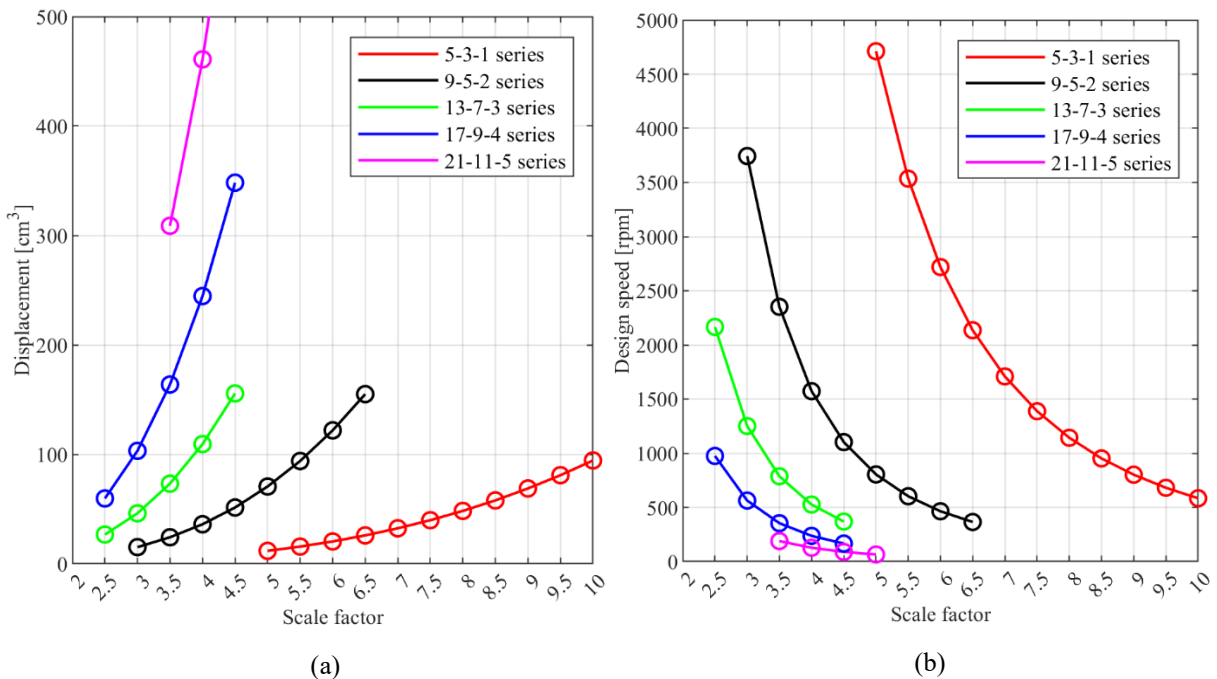 500
400
300
200
100
0
Displacement [cm³]
5-3-1 series
9-5-2 series
13-7-3 series
17-9-4 series
21-11-5 series
2 2.5 3 3.5 4 4.5 5 5.5 6 6.5 7 7.5 8 8.5 9 9.5 10
Scale factor
(a)
5000
4500
4000
3500
3000
2500
2000
1500
1000
500
0
Design speed [rpm]
5-3-1 series
9-5-2 series
13-7-3 series
17-9-4 series
21-11-5 series
2 2.5 3 3.5 4 4.5 5 5.5 6 6.5 7 7.5 8 8.5 9 9.5 10
Scale factor
(b)